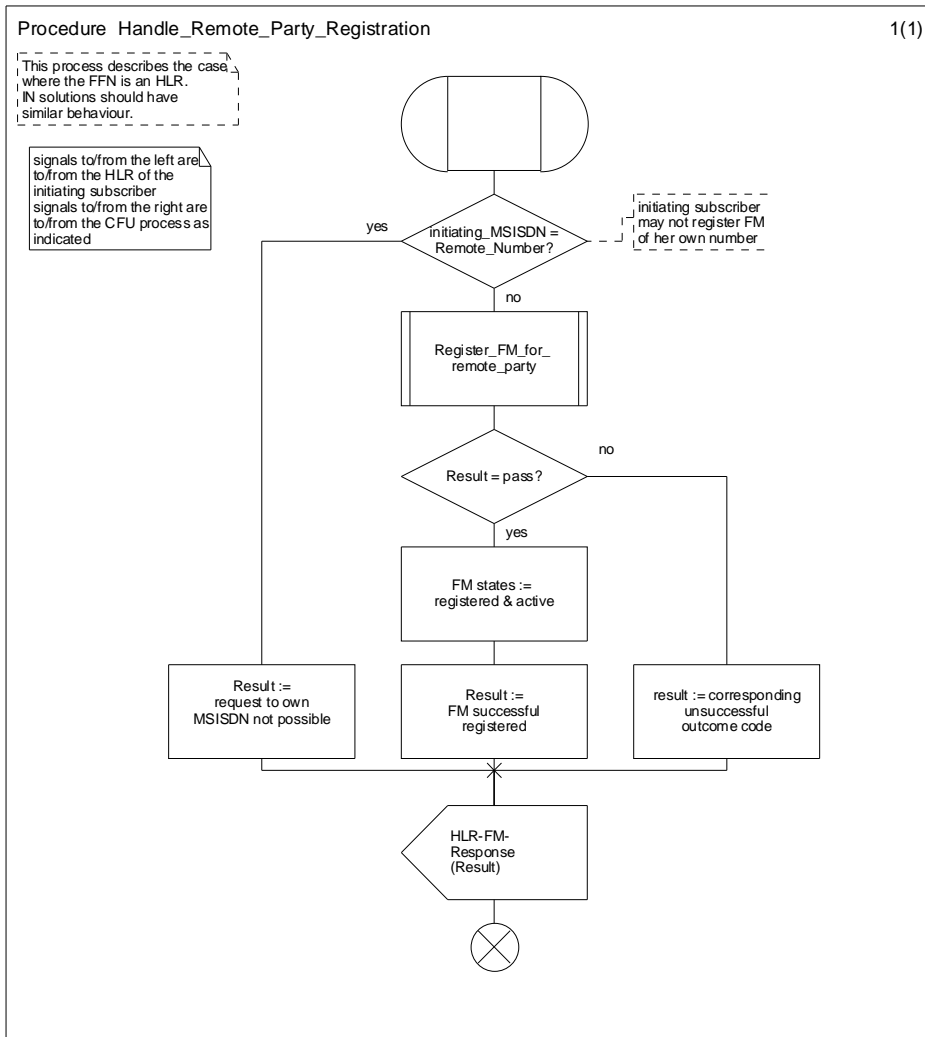 Procedure Handle_Remote_Party_Registration
1(1)
This process describes the case
where the FFN is an HLR.
IN solutions should have
similar behaviour.
signals to/from the left are
to/from the HLR of the
initiating subscriber
signals to/from the right are
to/from the CFU process as
indicated
yes
initiating_MSISDN =
Remote_Number?
initiating subscriber
may not register FM
of her own number
no
Register_FM_for_
remote_party
no
Result = pass?
yes
FM states :=
registered & active
Result :=
request to own
MSISDN not possible
Result :=
FM successful
registered
result := corresponding
unsuccessful
outcome code
HLR-FM-
Response
(Result)